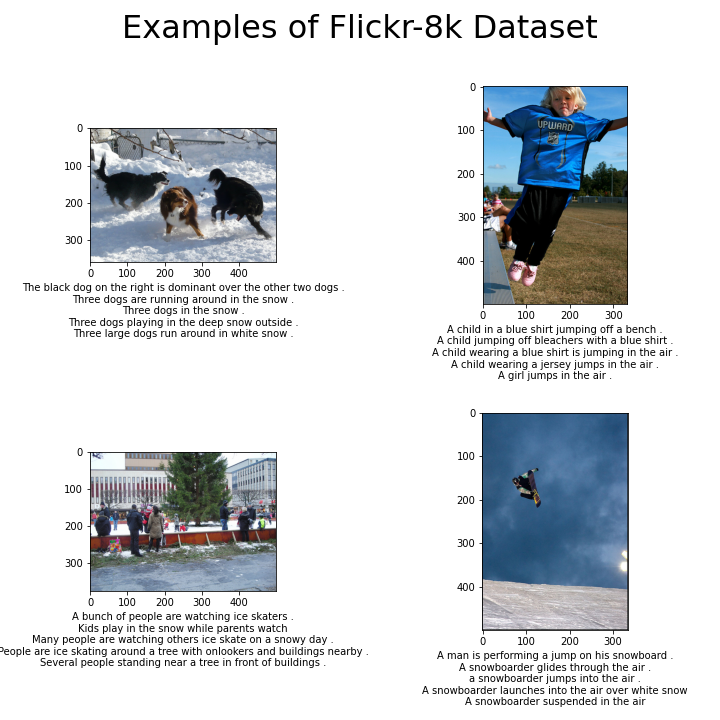 Examples of Flickr-8k Dataset
0
100
200
300
0 100 200 300 400
The black dog on the right is dominant over the other two dogs .
Three dogs are running around in the snow .
Three dogs in the snow .
Three dogs playing in the deep snow outside .
Three large dogs run around in white snow .
0
100
200
300
400
UPWARD
0 100 200 300
A child in a blue shirt jumping off a bench .
A child jumping off bleachers with a blue shirt .
A child wearing a blue shirt is jumping in the air .
A child wearing a jersey jumps in the air .
A girl jumps in the air .
0
100
200
300
0 100 200 300 400
A bunch of people are watching ice skaters .
Kids play in the snow while parents watch
Many people are watching others ice skate on a snowy day .
People are ice skating around a tree with onlookers and buildings nearby .
Several people standing near a tree in front of buildings .
0
100
200
300
400
0 100 200 300
A man is performing a jump on his snowboard .
A snowboarder glides through the air .
a snowboarder jumps into the air .
A snowboarder launches into the air over white snow
A snowboarder suspended in the air